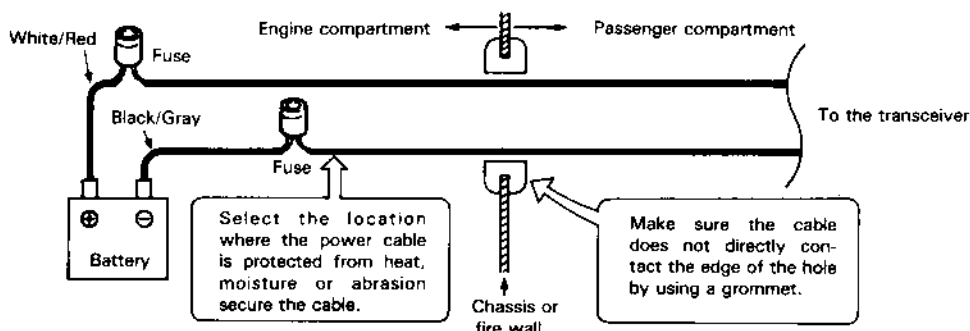 Engine compartment
Passenger compartment
White/Red
Fuse
Black/Gray
To the transceiver
Fuse
⊕ ⊖
Battery
Select the location
where the power cable
is protected from heat,
moisture or abrasion
secure the cable.
Make sure the cable
does not directly con-
tact the edge of the hole
by using a grommet.
Chassis or
fire wall